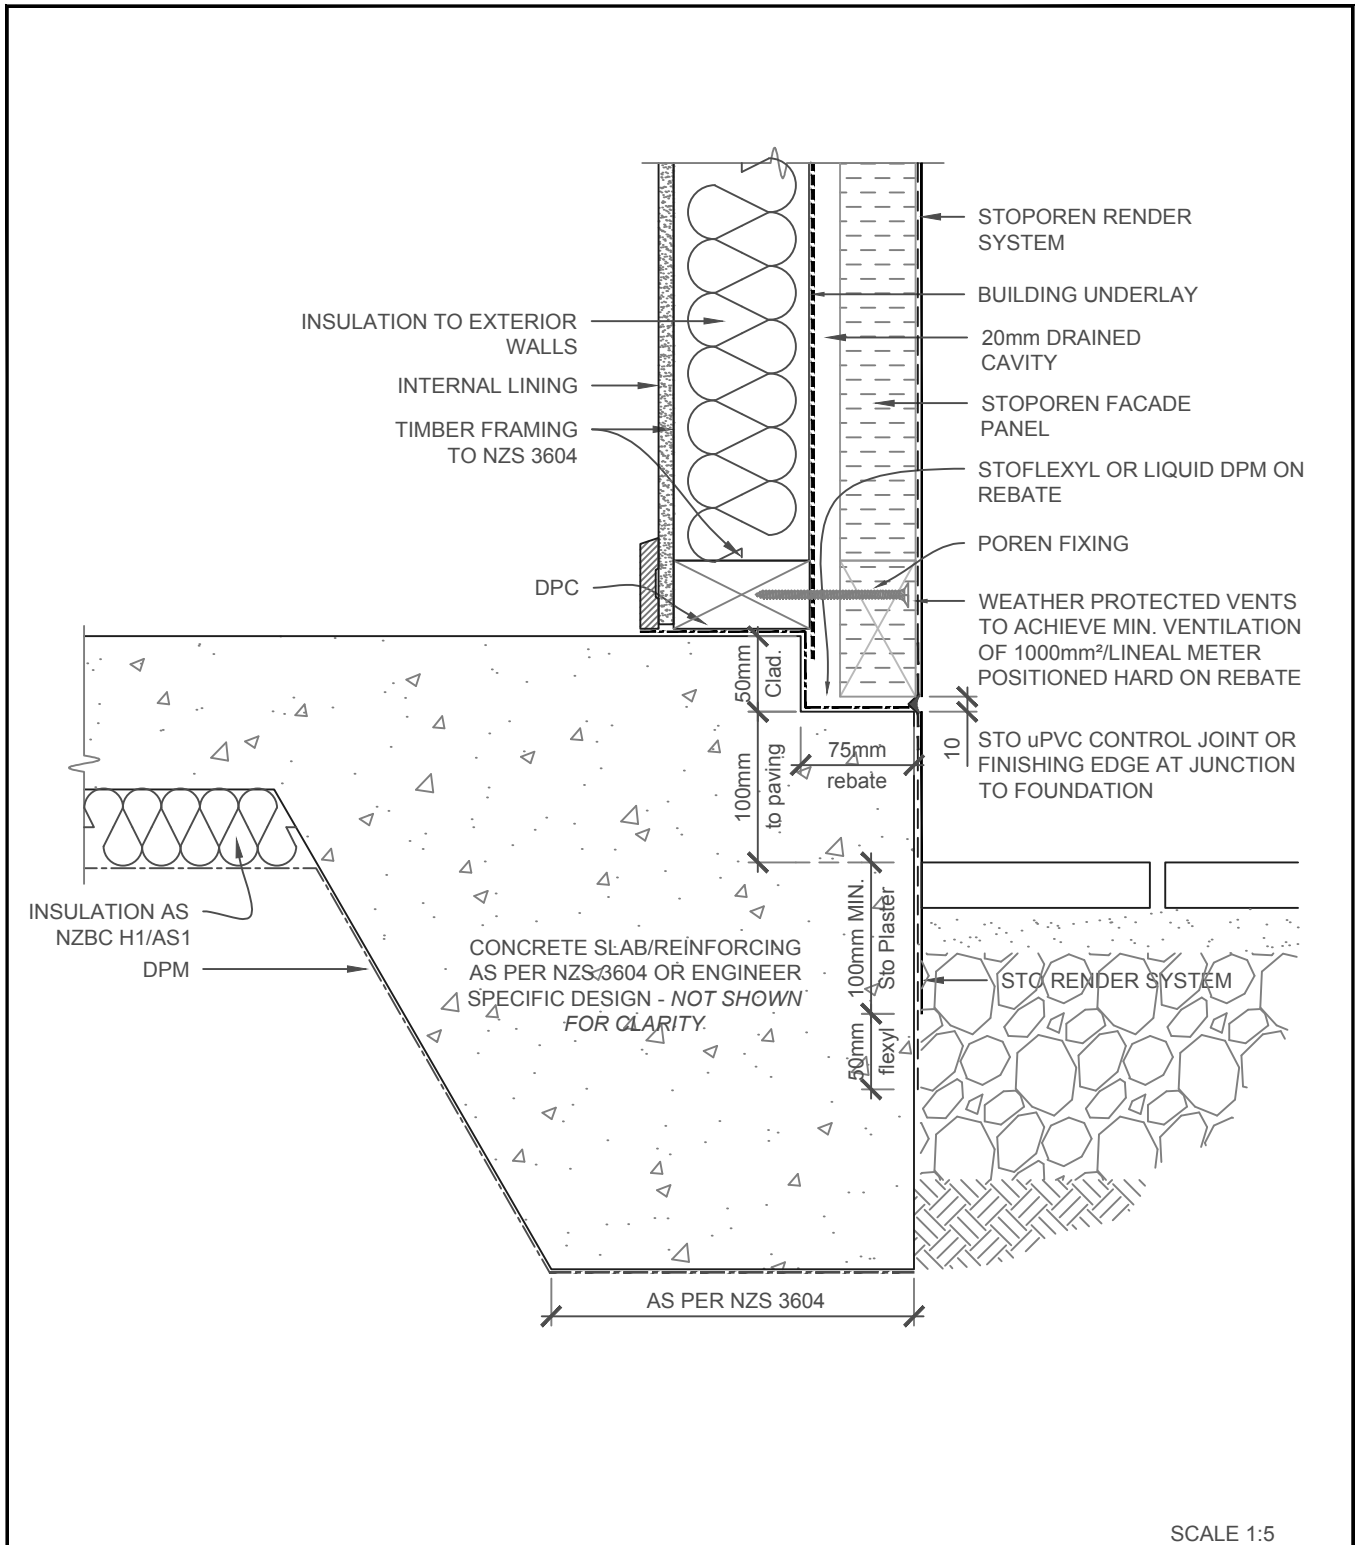 STOPOREN RENDER
SYSTEM
BUILDING UNDERLAY
INSULATION TO EXTERIOR
WALLS
20mm DRAINED
CAVITY
INTERNAL LINING
STOPOREN FACADE
PANEL
TIMBER FRAMING
TO NZS 3604
STOFLEXYL OR LIQUID DPM ON
REBATE
POREN FIXING
DPC
WEATHER PROTECTED VENTS
TO ACHIEVE MIN. VENTILATION
OF 1000mm²/LINEAL METER
POSITIONED HARD ON REBATE
50mm
Clad.
100mm
to paving
75mm
rebate
10
STO uPVC CONTROL JOINT OR
FINISHING EDGE AT JUNCTION
TO FOUNDATION
INSULATION AS
NZBC H1/AS1
DPM
CONCRETE SLAB/REINFORCING
AS PER NZS 3604 OR ENGINEER
SPECIFIC DESIGN - NOT SHOWN
FOR CLARITY
100mm MIN.
Sto Plaster
STO RENDER SYSTEM
50mm
flexyl
AS PER NZS 3604
SCALE 1:5